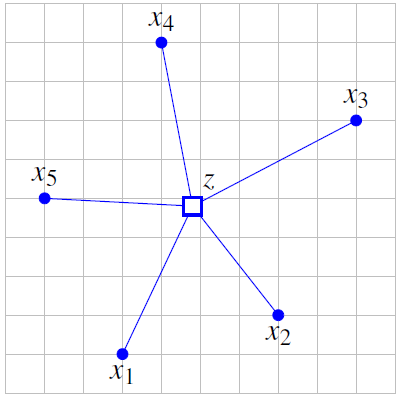 x₄
x₃
x₅
z
x₂
x₁